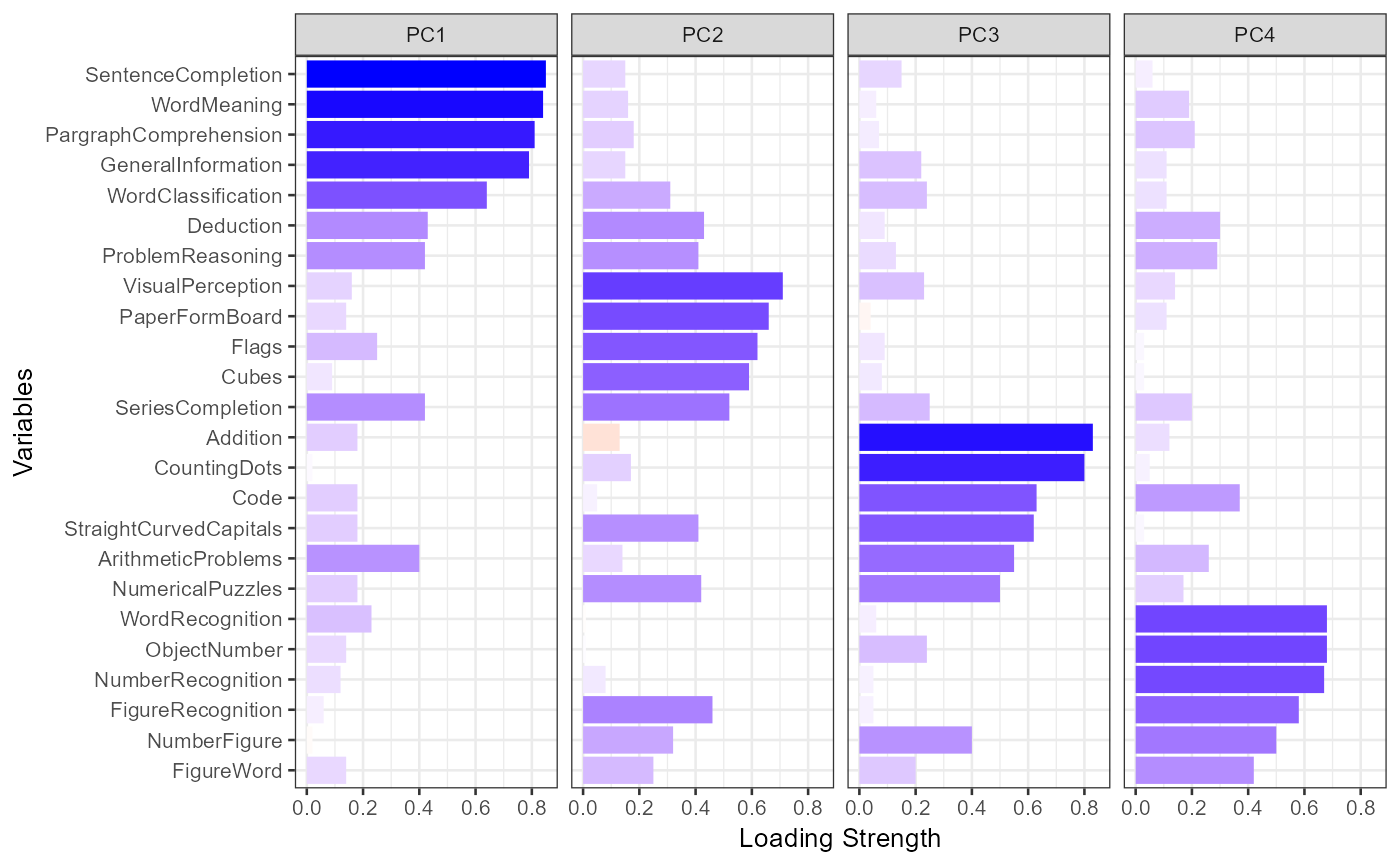 PC1 PC2 PC3 PC4
SentenceCompletion
WordMeaning
PargraphComprehension
GeneralInformation
WordClassification
Deduction
ProblemReasoning
VisualPerception
PaperFormBoard
Flags
Cubes
SeriesCompletion
Addition
CountingDots
Code
StraightCurvedCapitals
ArithmeticProblems
NumericalPuzzles
WordRecognition
ObjectNumber
NumberRecognition
FigureRecognition
NumberFigure
FigureWord
Variables
0.0 0.2 0.4 0.6 0.8 0.0 0.2 0.4 0.6 0.8 0.0 0.2 0.4 0.6 0.8 0.0 0.2 0.4 0.6 0.8
Loading Strength